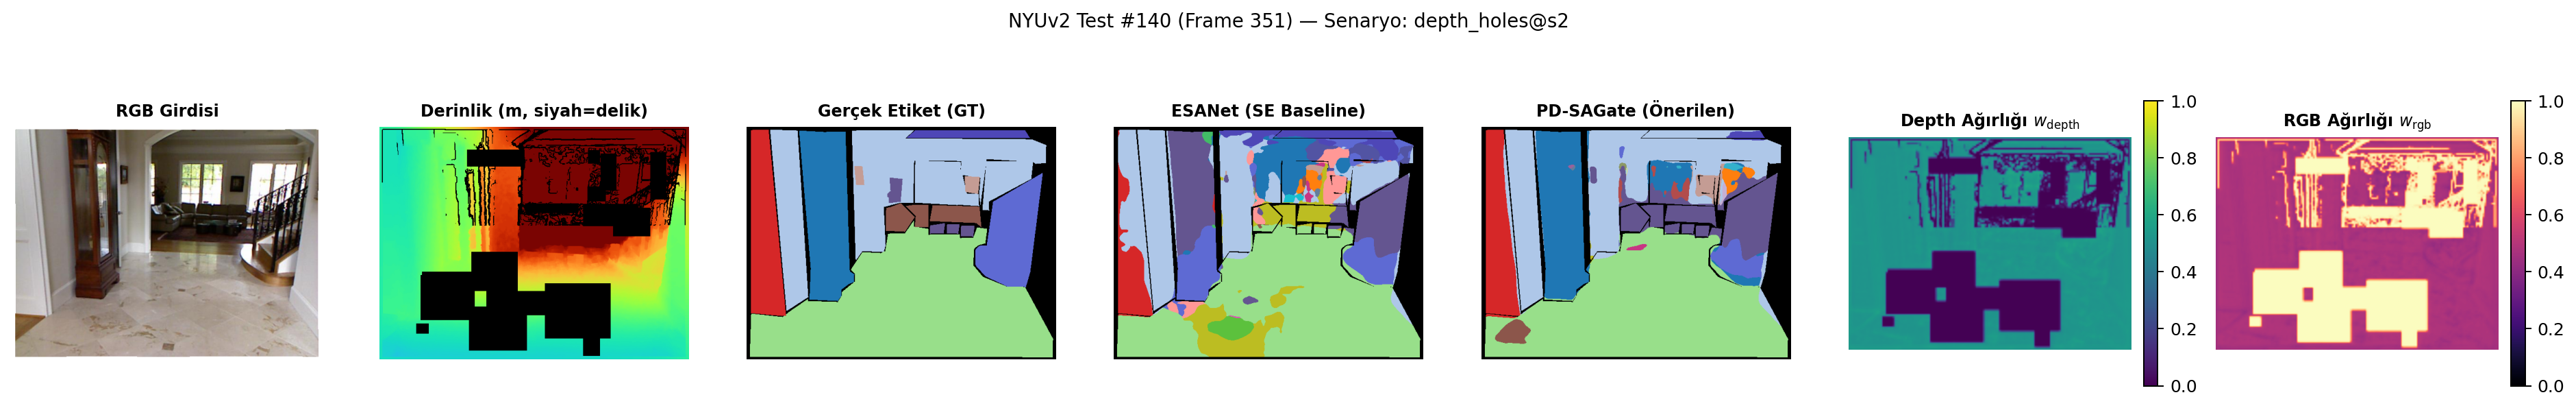 NYUv2 Test #140 (Frame 351) — Senaryo: depth_holes@s2
RGB Girdisi
Derinlik (m, siyah=delik)
Gerçek Etiket (GT)
ESANet (SE Baseline)
PD-SAGate (Önerilen)
Depth Ağırlığı w_depth
1.0
0.8
0.6
0.4
0.2
0.0
RGB Ağırlığı w_rgb
1.0
0.8
0.6
0.4
0.2
0.0